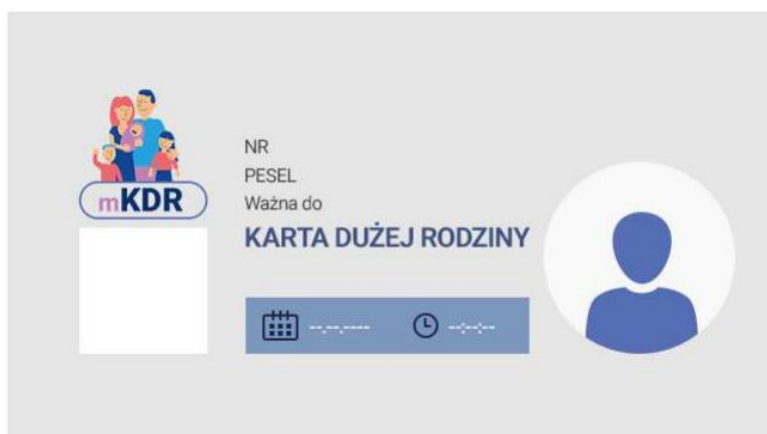 mKDR
NR
PESEL
Ważna do
KARTA DUŻEJ RODZINY
--.--.---- --:--:--